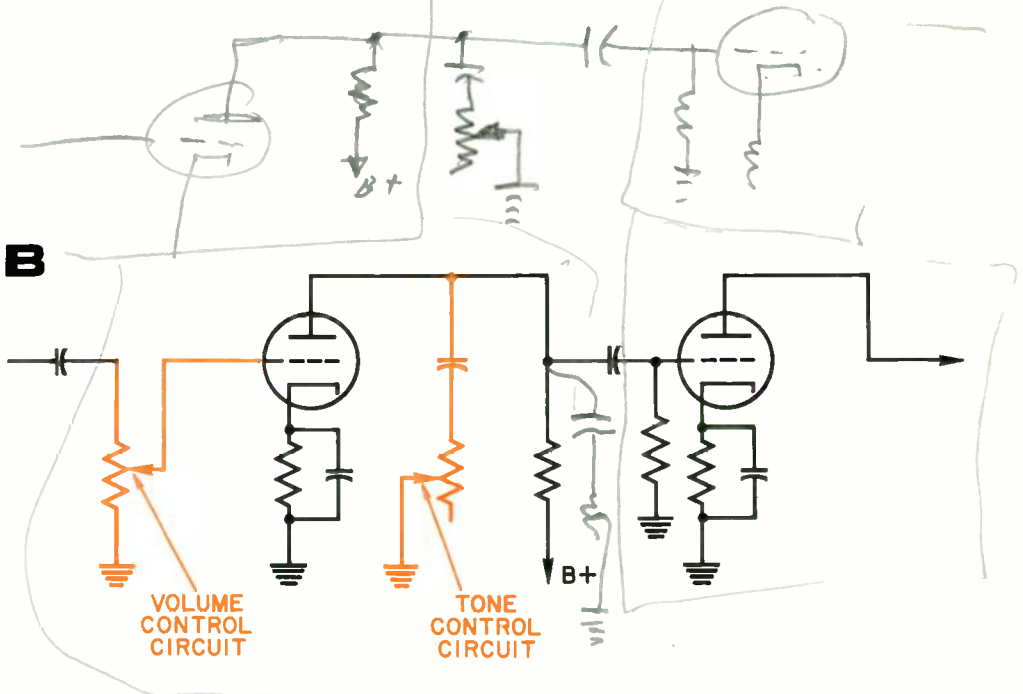 B+
B
B+
VOLUME
CONTROL
CIRCUIT
TONE
CONTROL
CIRCUIT